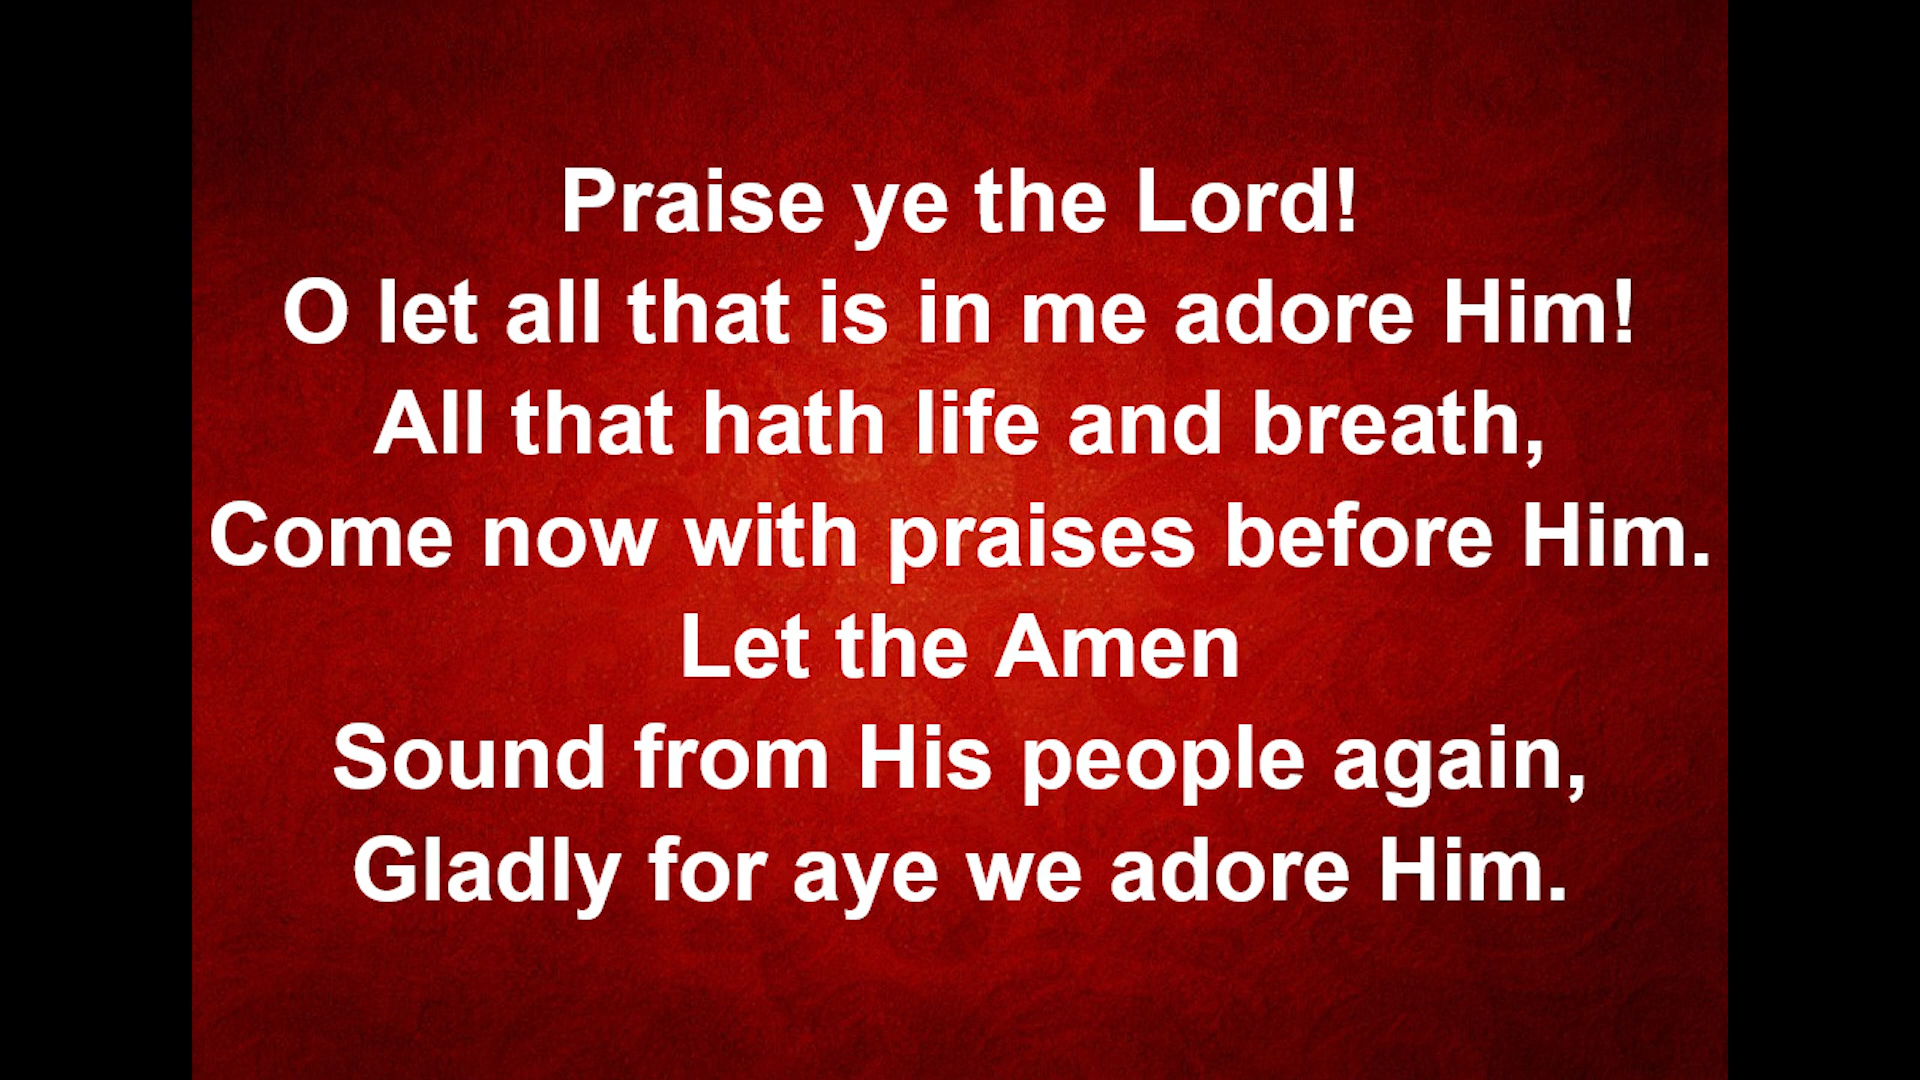 Praise ye the Lord!
O let all that is in me adore Him!
All that hath life and breath,
Come now with praises before Him.
Let the Amen
Sound from His people again,
Gladly for aye we adore Him.